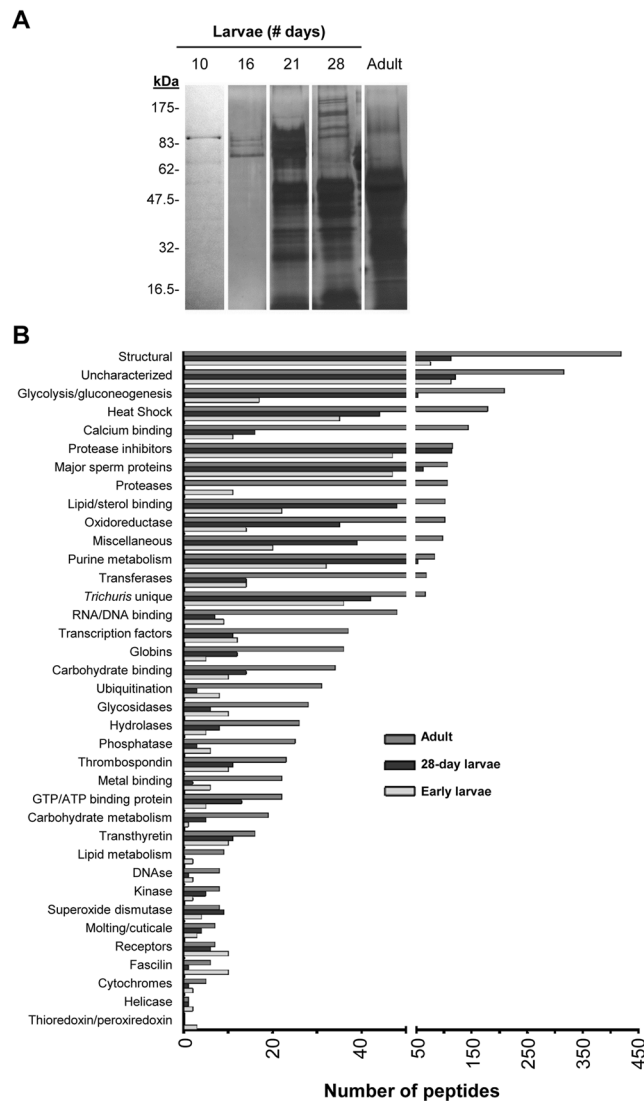 A
Larvae (# days)
10 16 21 28 Adult
kDa
175-
83-
62-
47.5-
32-
16.5-
B
Structural
Uncharacterized
Glycolysis/gluconeogenesis
Heat Shock
Calcium binding
Protease inhibitors
Major sperm proteins
Proteases
Lipid/sterol binding
Oxidoreductase
Miscellaneous
Purine metabolism
Transferases
Trichuris unique
RNA/DNA binding
Transcription factors
Globins
Carbohydrate binding
Ubiquitination
Glycosidases
Hydrolases
Phosphatase
Thrombospondin
Metal binding
GTP/ATP binding protein
Carbohydrate metabolism
Transthyretin
Lipid metabolism
DNAse
Kinase
Superoxide dismutase
Molting/cuticale
Receptors
Fascilin
Cytochromes
Helicase
Thioredoxin/peroxiredoxin
Adult
28-day larvae
Early larvae
0 20 40 50 150 250 350 450
Number of peptides